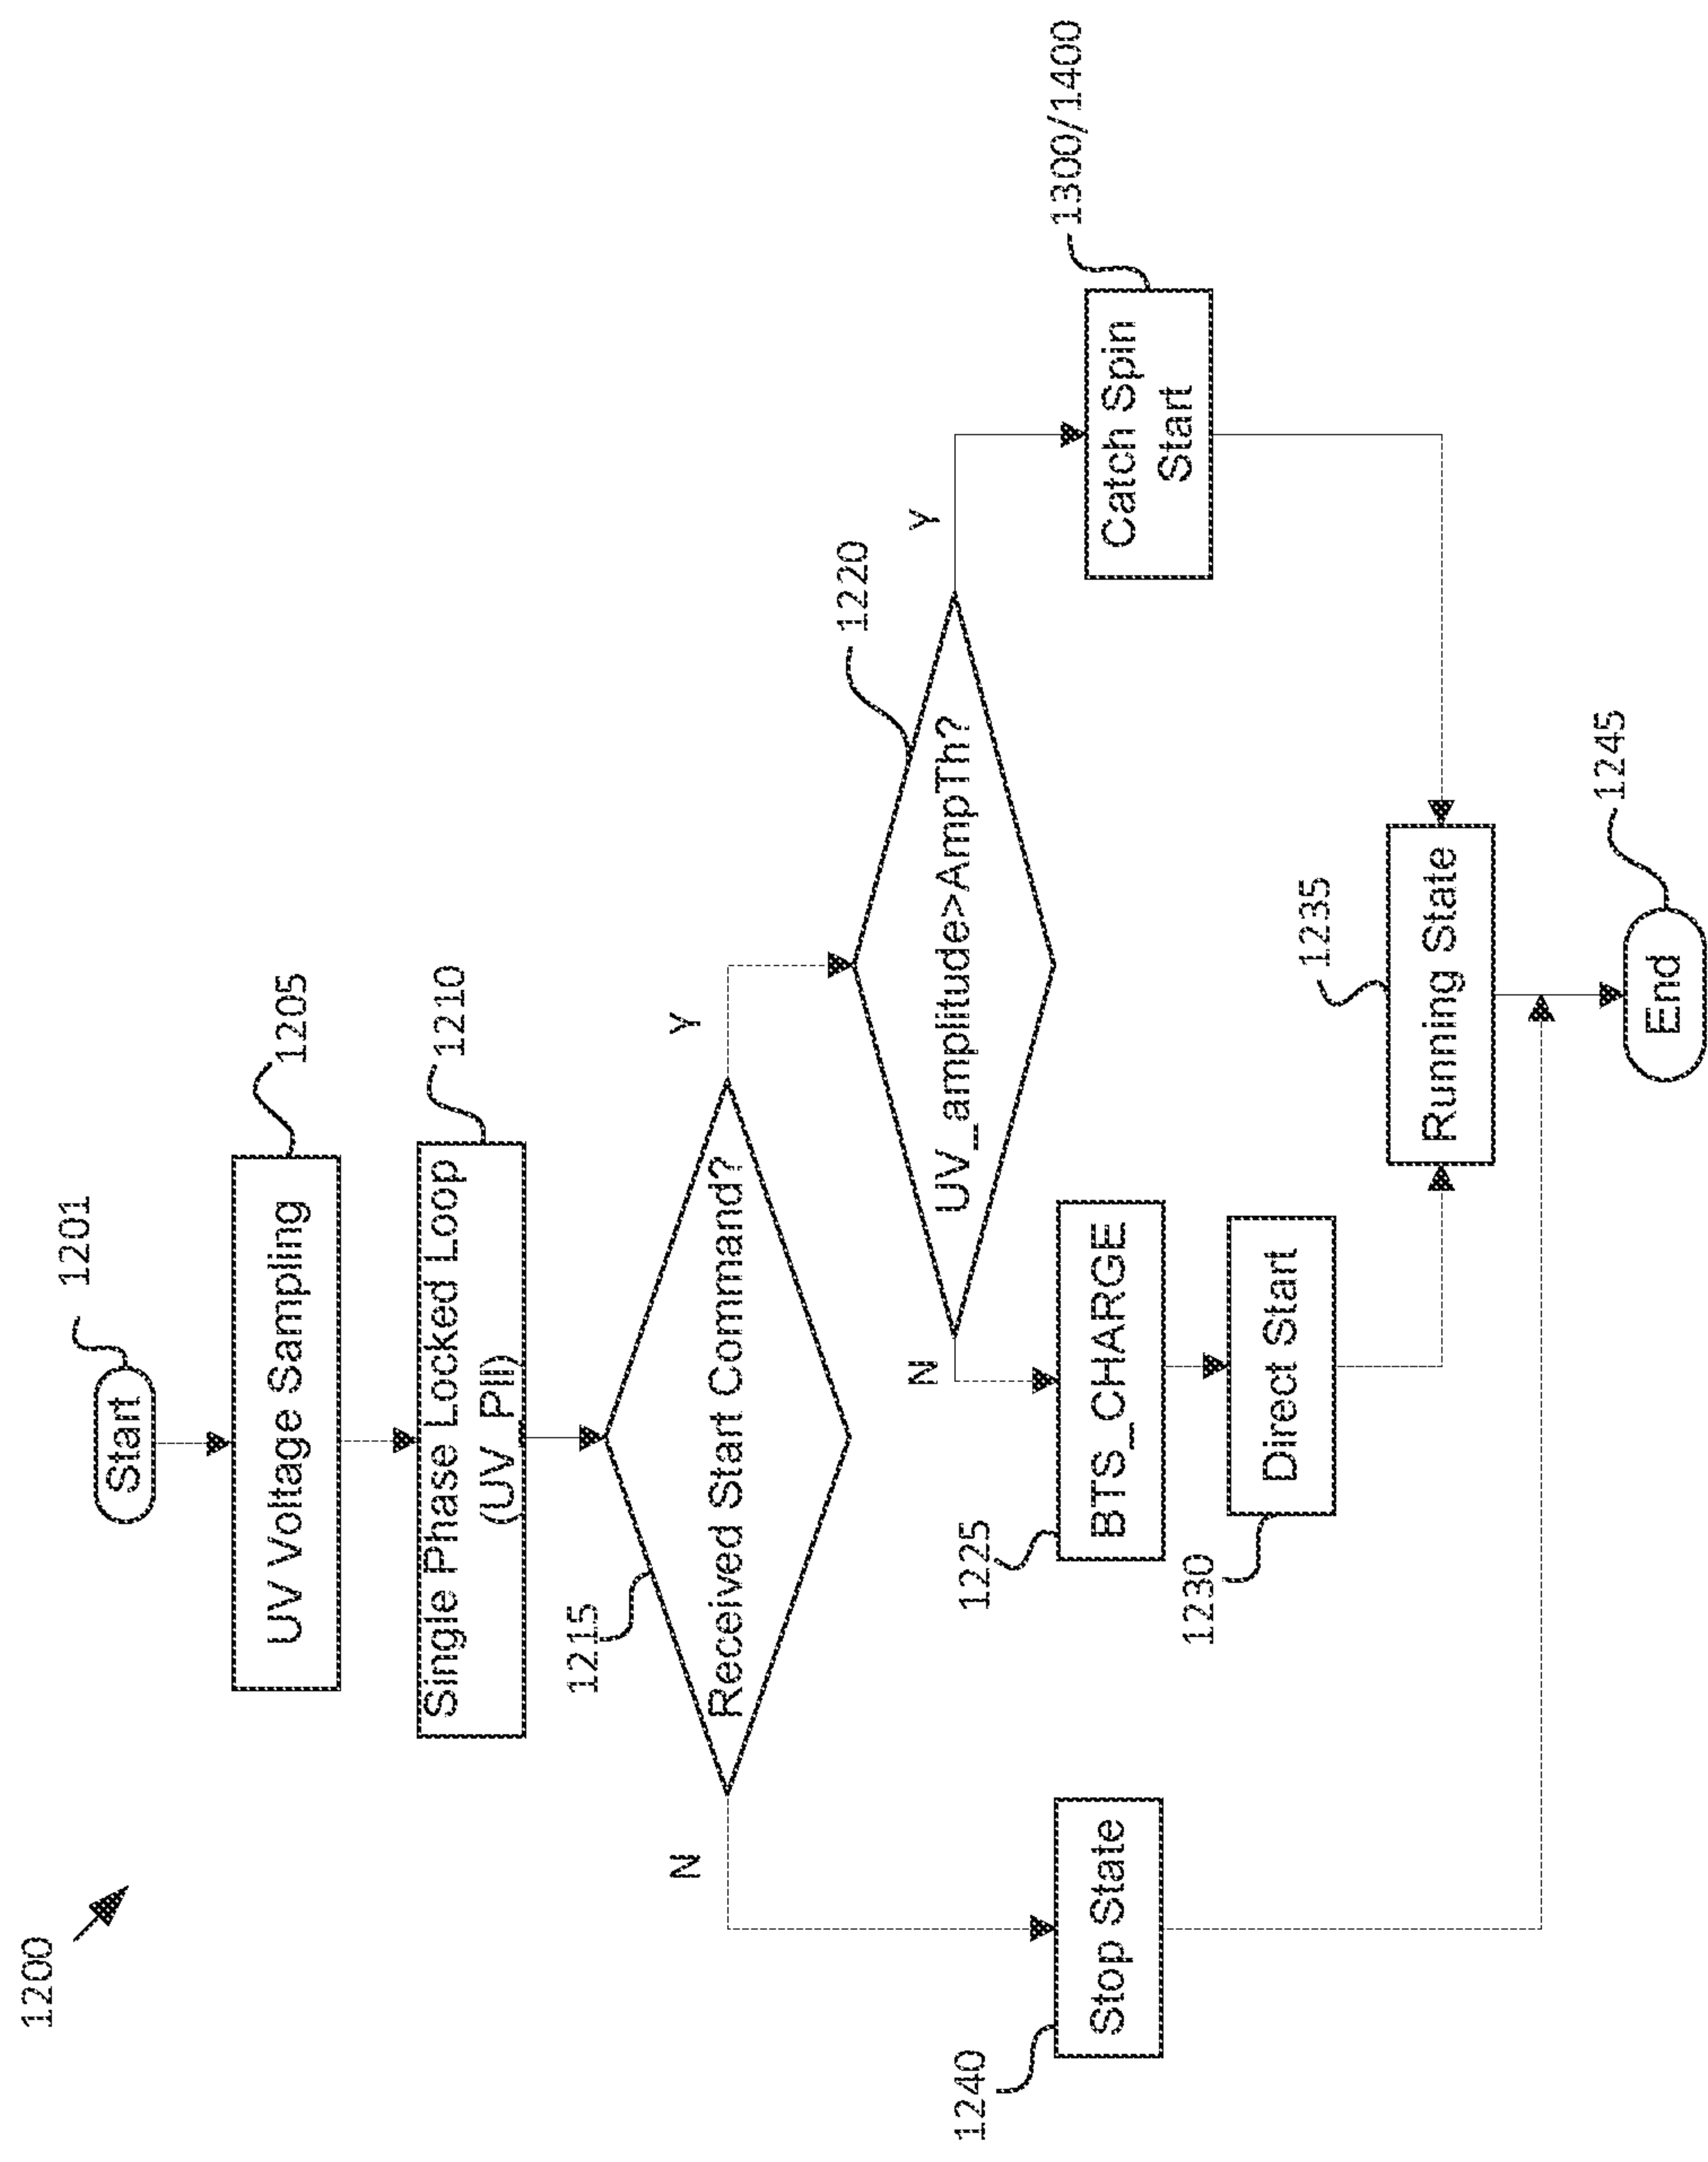 1200
Start
1201
UV Voltage Sampling
1205
Single Phase Locked Loop
(UV_Pll)
1210
Received Start Command?
1215
N
Y
UV_amplitude>AmpTh?
1220
N
Y
Stop State
1240
BTS_CHARGE
1225
Catch Spin
Start
1300/1400
Direct Start
1230
Running State
1235
End
1245